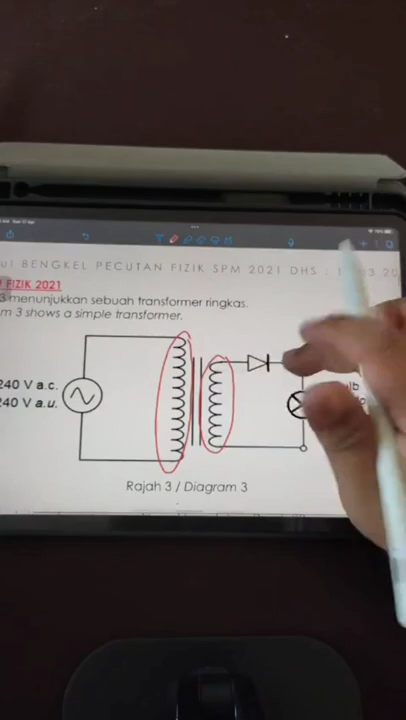 BENGKEL PECUTAN FIZIK SPM 2021 DHS :
FIZIK 2021
3 menunjukkan sebuah transformer ringkas.
m 3 shows a simple transformer.
240 V a.c.
240 V a.u.
Rajah 3 / Diagram 3